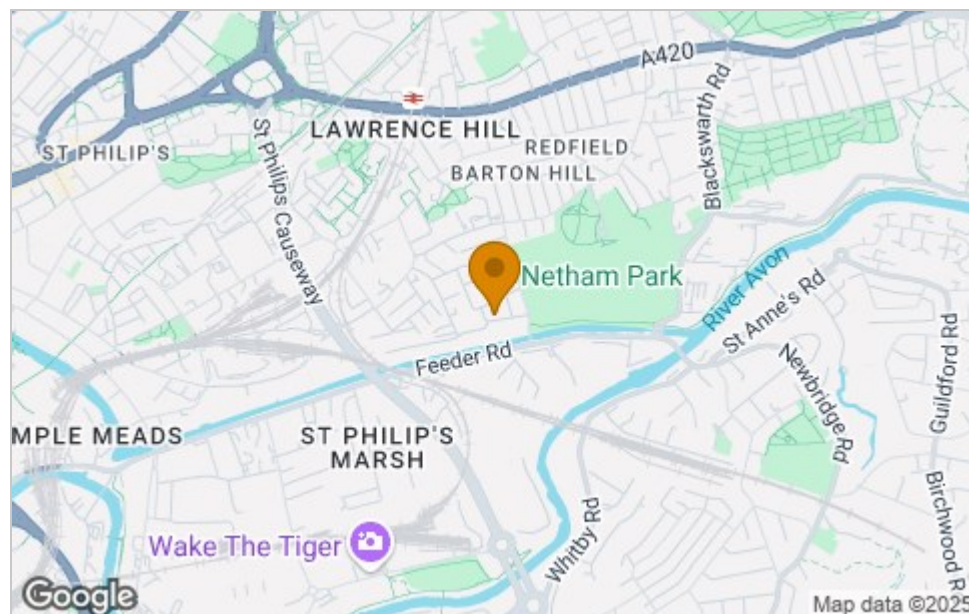 A420
Blackswarth Rd
LAWRENCE HILL
REDFIELD
BARTON HILL
ST PHILIP'S
St Philips Causeway
Netham Park
River Avon
St Anne's Rd
Feeder Rd
Newbridge Rd
Guildford Rd
MPLE MEADS
ST PHILIP'S
MARSH
Birchwood R
Whitby Rd
Wake The Tiger
Google
Map data ©2025